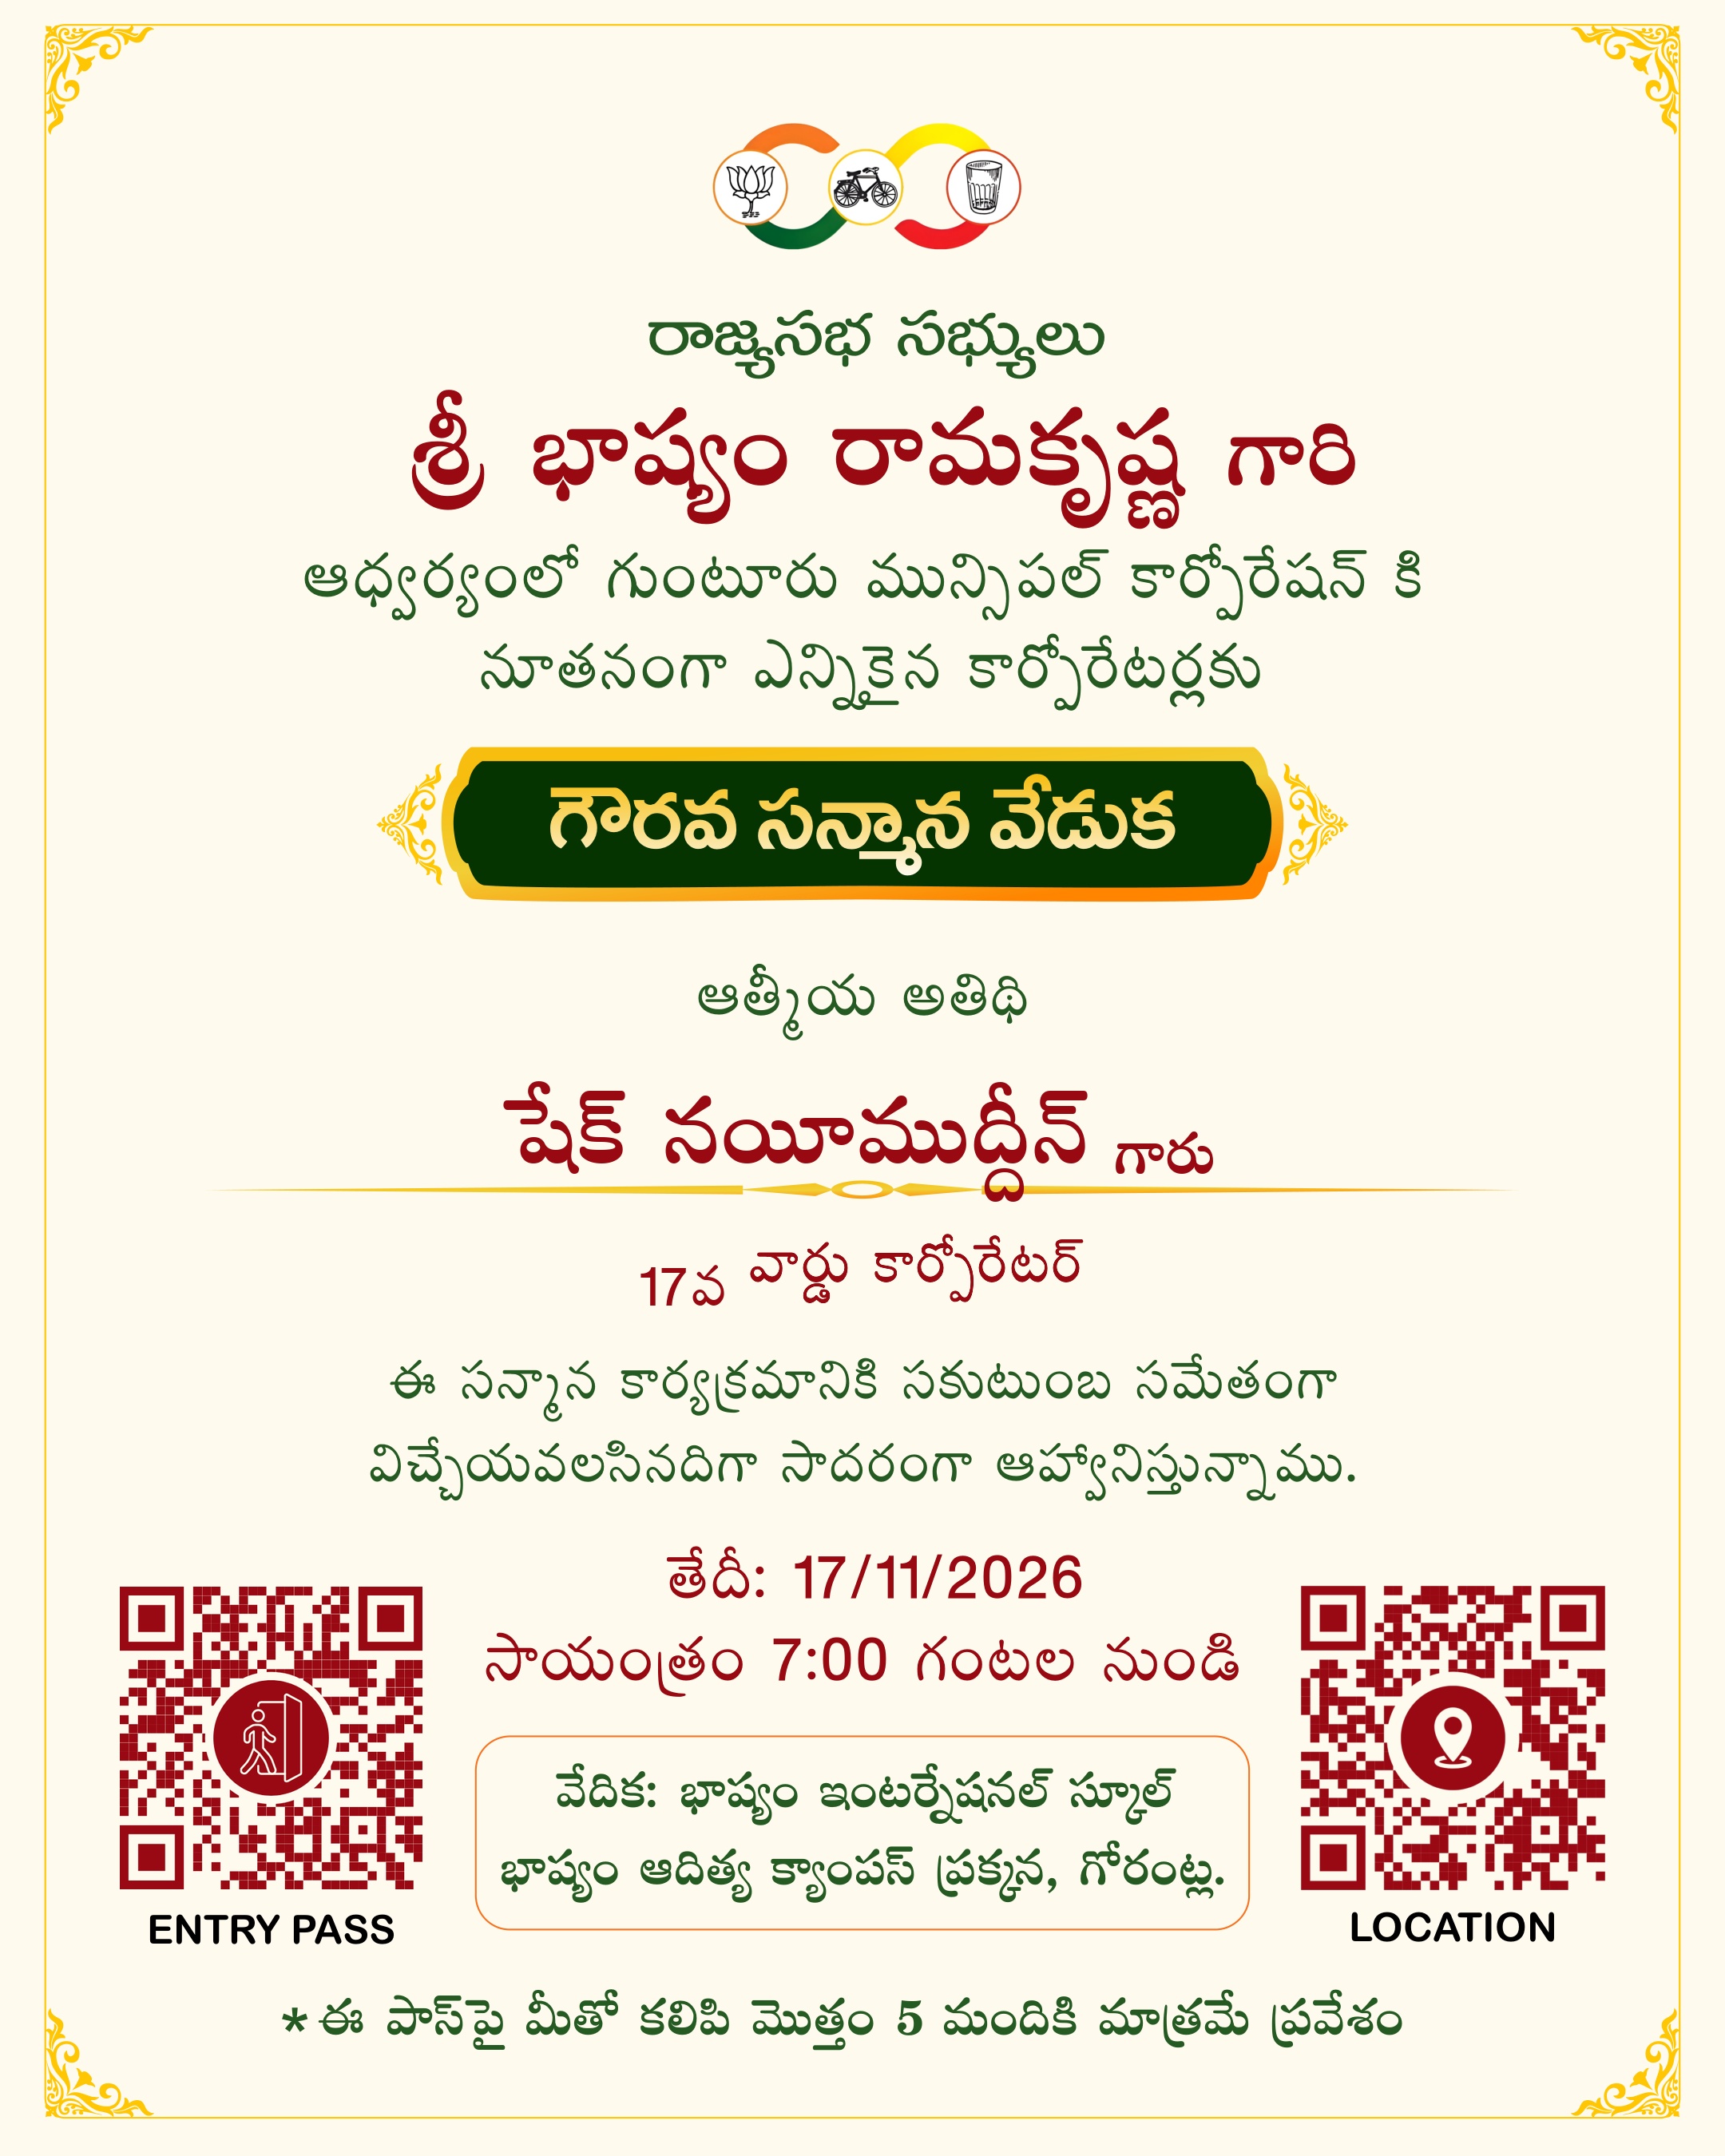 రాజ్యసభ సభ్యులు
శ్రీ భాష్యం రామకృష్ణ గారి
ఆధ్వర్యంలో గుంటూరు మున్సిపల్ కార్పోరేషన్ కి
నూతనంగా ఎన్నికైన కార్పోరేటర్లకు
గౌరవ సన్మాన వేడుక
ఆత్మీయ అతిథి
షేక్ నయీముద్దీన్ గారు
17వ వార్డు కార్పోరేటర్
ఈ సన్మాన కార్యక్రమానికి సకుటుంబ సమేతంగా
విచ్చేయవలసినదిగా సాదరంగా ఆహ్వానిస్తున్నాము.
తేదీ: 17/11/2026
సాయంత్రం 7:00 గంటల నుండి
వేదిక: భాష్యం ఇంటర్నేషనల్ స్కూల్
భాష్యం ఆదిత్య క్యాంపస్ ప్రక్కన, గోరంట్ల.
ENTRY PASS
LOCATION
*ఈ పాస్‌పై మీతో కలిపి మొత్తం 5 మందికి మాత్రమే ప్రవేశం